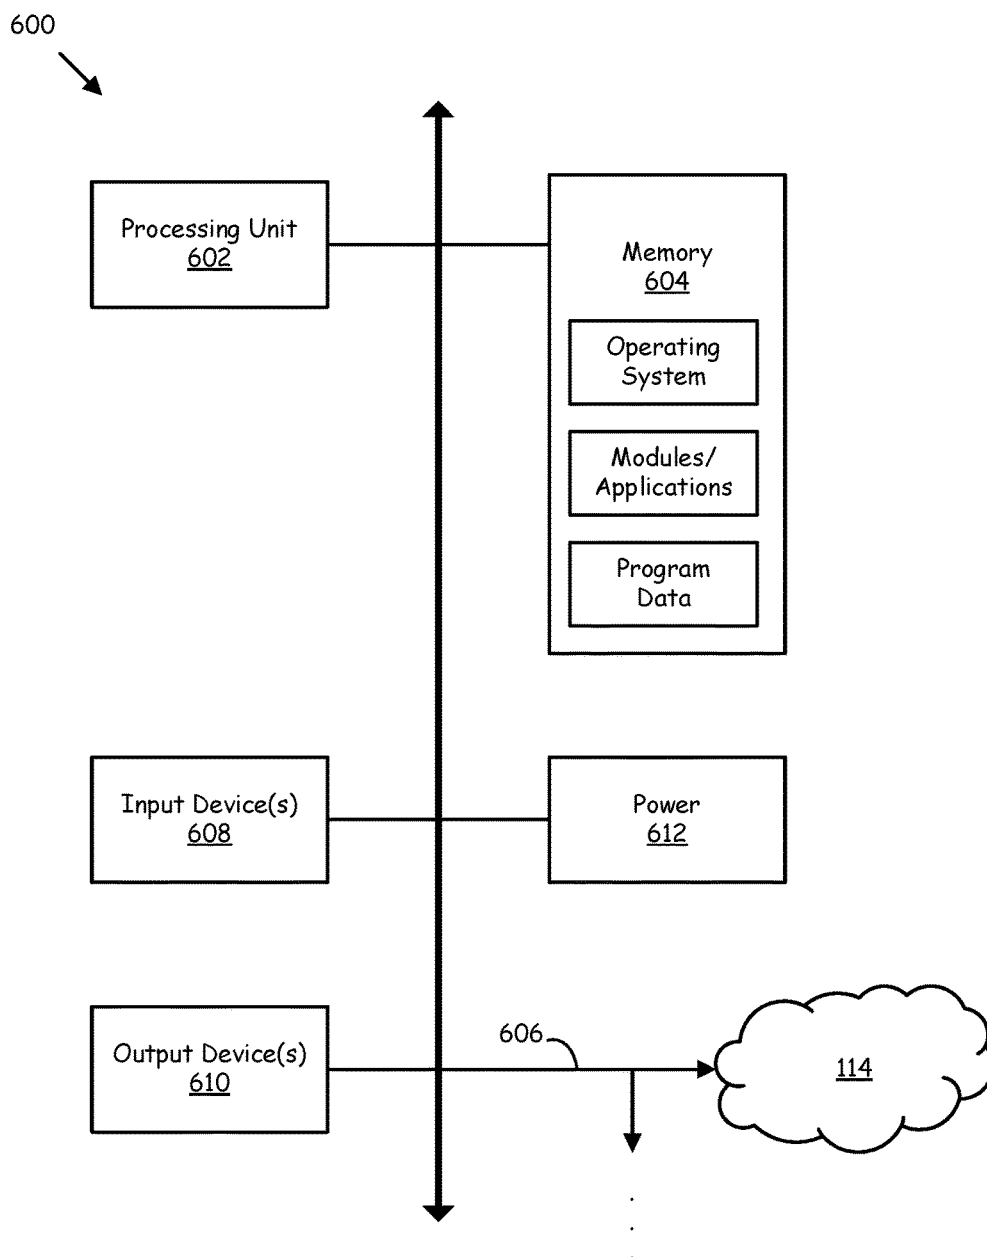 600
Processing Unit
602
Memory
604
Operating
System
Modules/
Applications
Program
Data
Input Device(s)
608
Power
612
Output Device(s)
610
606
114